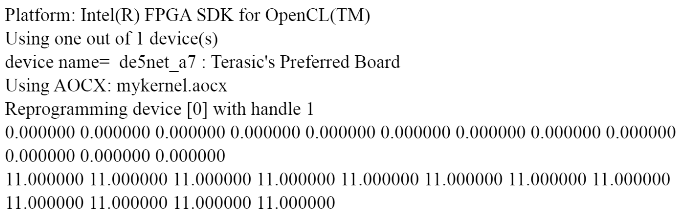 Platform: Intel(R) FPGA SDK for OpenCL(TM)
Using one out of 1 device(s)
device name=  de5net_a7 : Terasic's Preferred Board
Using AOCX: mykernel.aocx
Reprogramming device [0] with handle 1
0.000000 0.000000 0.000000 0.000000 0.000000 0.000000 0.000000 0.000000 0.000000
0.000000 0.000000 0.000000
11.000000 11.000000 11.000000 11.000000 11.000000 11.000000 11.000000 11.000000
11.000000 11.000000 11.000000 11.000000